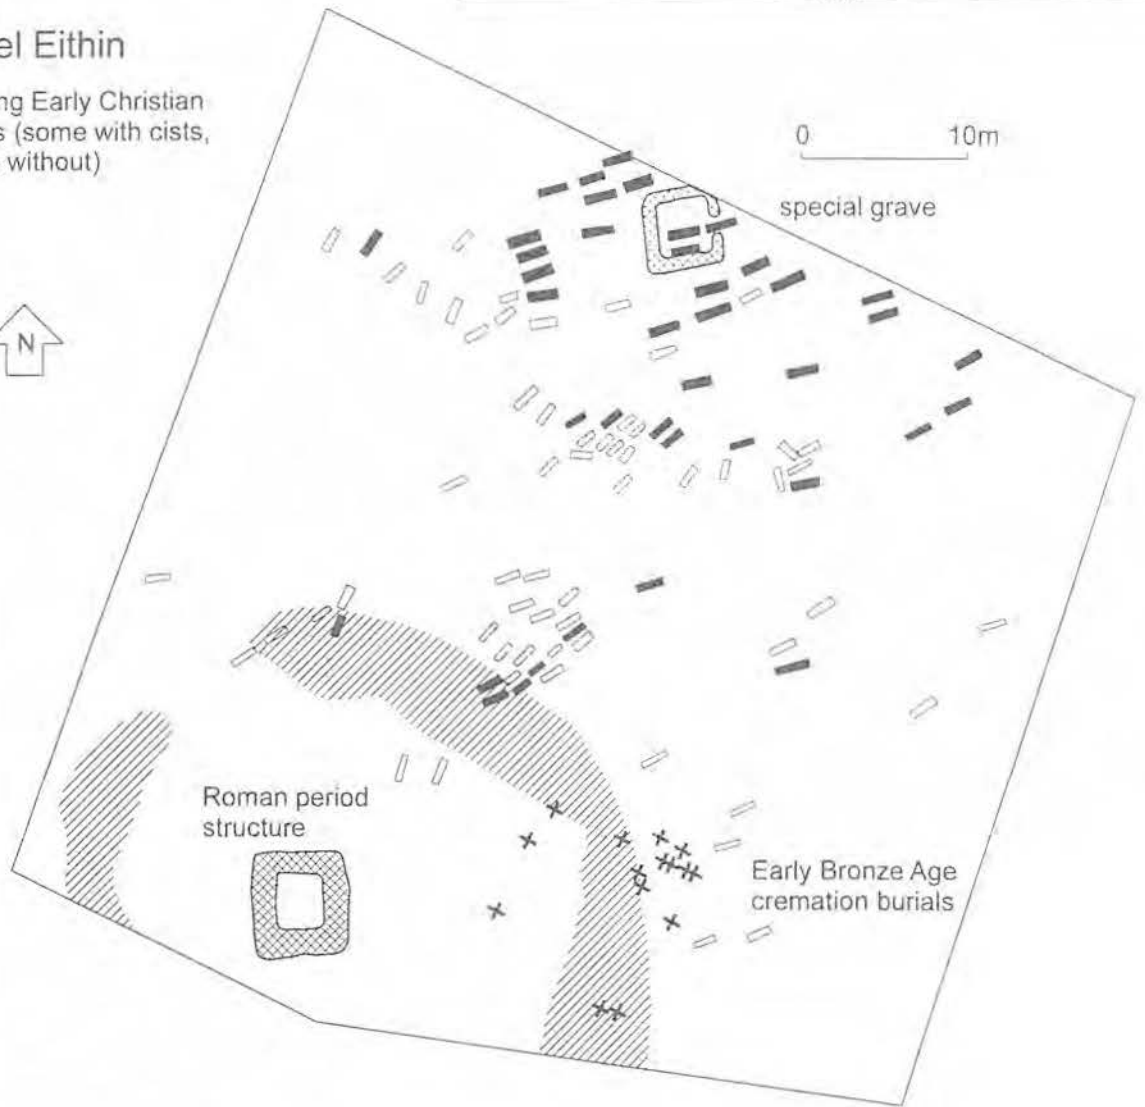 el Eithin
ng Early Christian
s (some with cists,
without)
N
0 10m
special grave
Roman period
structure
Early Bronze Age
cremation burials